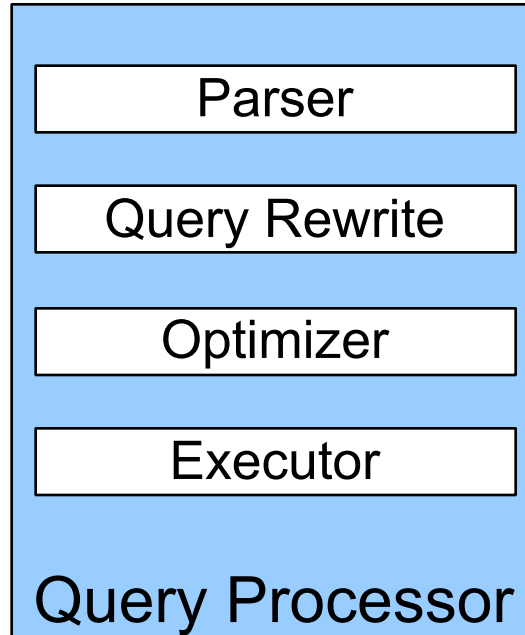 Parser
Query Rewrite
Optimizer
Executor
Query Processor